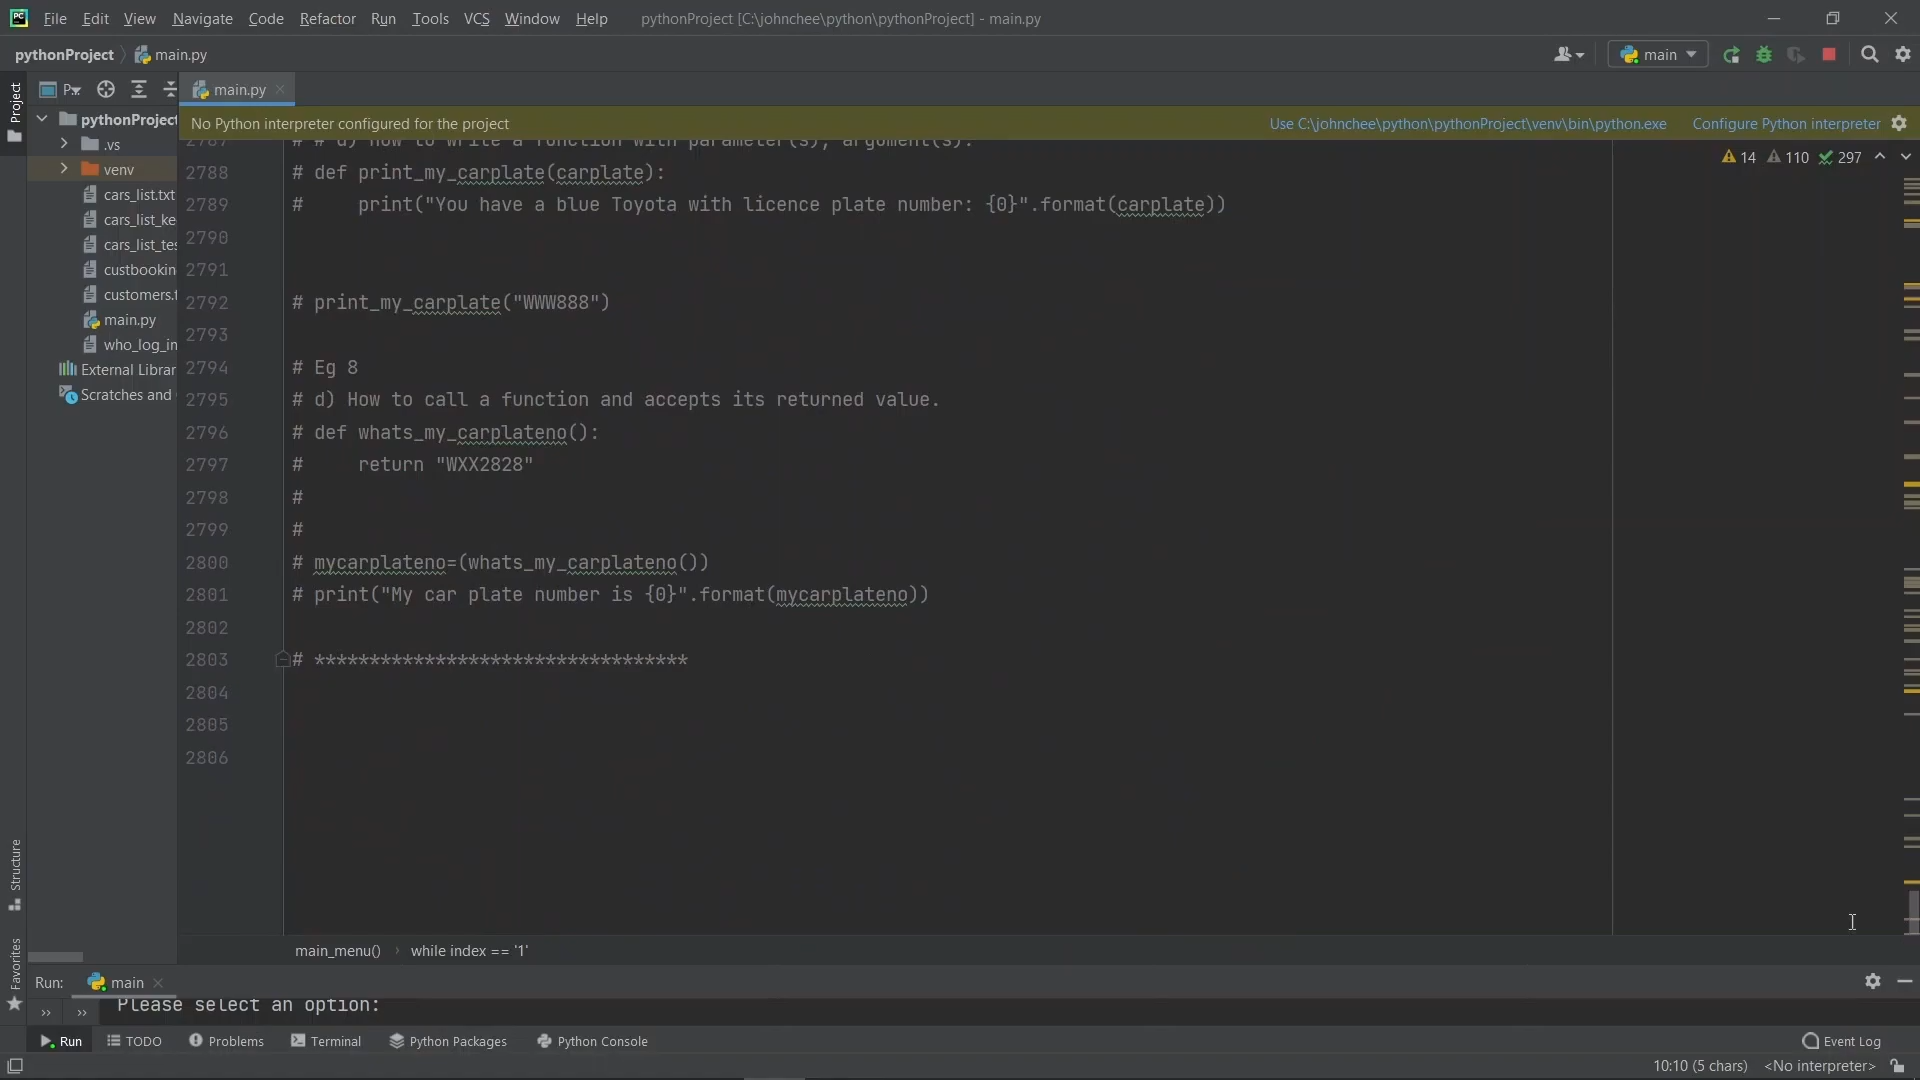 PC File Edit View Navigate Code Refactor Run Tools VCS Window Help pythonProject [C:\johnchee\python\pythonProject] - main.py
pythonProject main.py main
P... main.py
Project
pythonProject No Python interpreter configured for the project Use C:\johnchee\python\pythonProject\venv\bin\python.exe Configure Python interpreter
.vs
venv
cars_list.txt
cars_list_ke
cars_list_tes
custbookin
customers.t
main.py
who_log_in
External Librar
Scratches and
14 110 297
2787 # # d) How to write a function with parameter(s), argument(s).
2788 # def print_my_carplate(carplate):
2789 #     print("You have a blue Toyota with licence plate number: {0}".format(carplate))
2790
2791
2792 # print_my_carplate("WWW888")
2793
2794 # Eg 8
2795 # d) How to call a function and accepts its returned value.
2796 # def whats_my_carplateno():
2797 #     return "WXX2828"
2798 #
2799 #
2800 # mycarplateno=(whats_my_carplateno())
2801 # print("My car plate number is {0}".format(mycarplateno))
2802
2803 # **********************************
2804
2805
2806
Structure
Favorites
main_menu() › while index == '1'
Run: main
» » Please select an option:
Run TODO Problems Terminal Python Packages Python Console Event Log
10:10 (5 chars) <No interpreter>